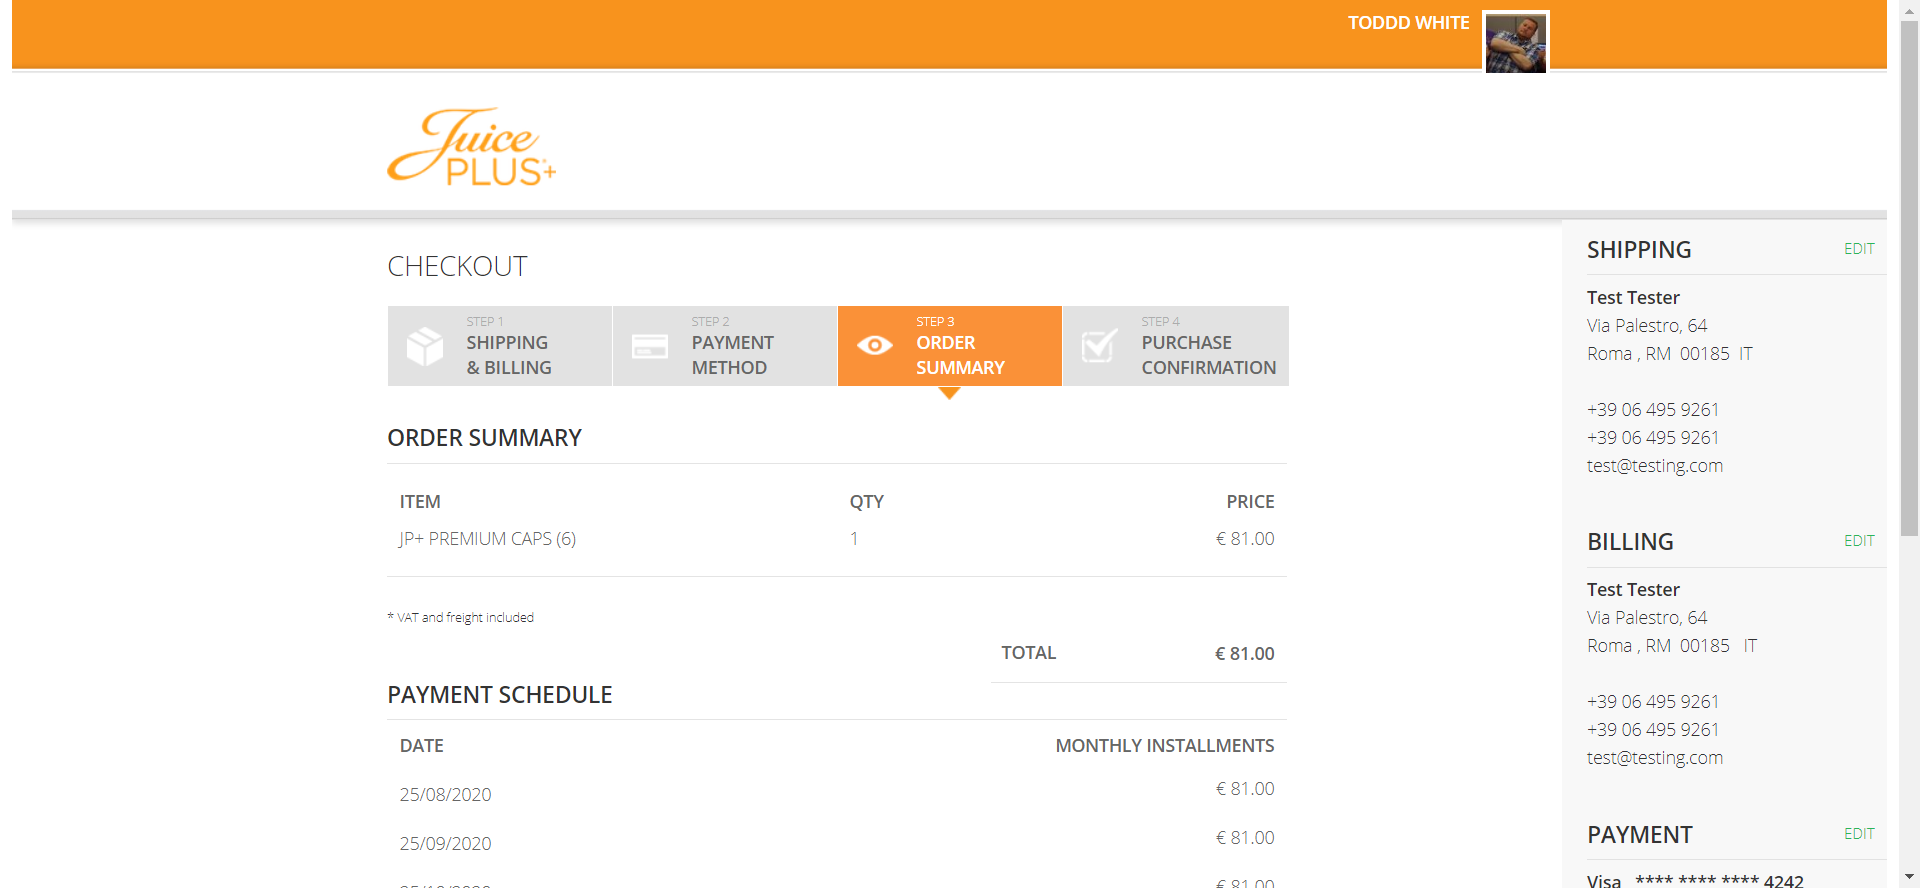 TODDD WHITE
Juice
PLUS+
CHECKOUT
STEP 1
SHIPPING
& BILLING
STEP 2
PAYMENT
METHOD
STEP 3
ORDER
SUMMARY
STEP 4
PURCHASE
CONFIRMATION
ORDER SUMMARY
ITEM QTY PRICE
JP+ PREMIUM CAPS (6) 1 € 81.00
* VAT and freight included
TOTAL € 81.00
PAYMENT SCHEDULE
DATE MONTHLY INSTALLMENTS
25/08/2020 € 81.00
25/09/2020 € 81.00
25/10/2020 € 81.00
SHIPPING EDIT
Test Tester
Via Palestro, 64
Roma , RM 00185 IT
+39 06 495 9261
+39 06 495 9261
test@testing.com
BILLING EDIT
Test Tester
Via Palestro, 64
Roma , RM 00185 IT
+39 06 495 9261
+39 06 495 9261
test@testing.com
PAYMENT EDIT
Visa **** **** **** 4242